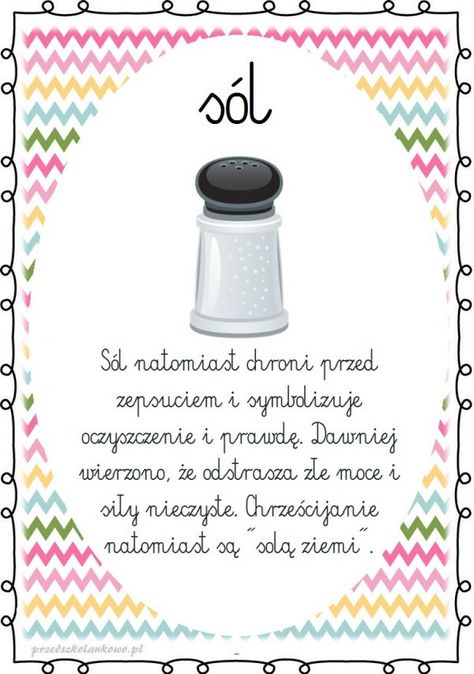 sól
Sól natomiast chroni przed
zepsuciem i symbolizuje
oczyszczenie i prawdę. Dawniej
wierzono, że odstrasza złe moce i
siły nieczyste. Chrześcijanie
natomiast są "solą ziemi".
przedszkolankowo.pl